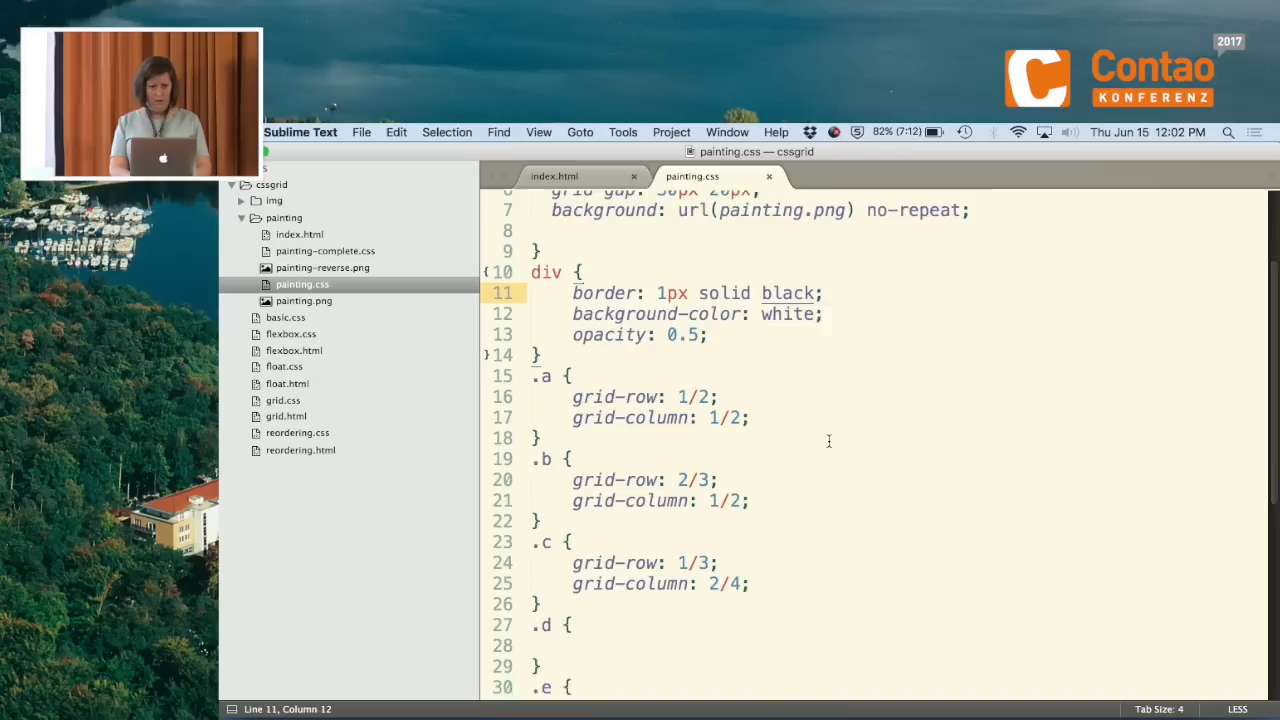 2017
Contao
KONFERENZ
Sublime Text File Edit Selection Find View Goto Tools Project Window Help 82% (7:12) Thu Jun 15 12:02 PM
painting.css — cssgrid
index.html × painting.css ×
cssgrid
img
painting
index.html
painting-complete.css
painting-reverse.png
painting.css
painting.png
basic.css
flexbox.css
flexbox.html
float.css
float.html
grid.css
grid.html
reordering.css
reordering.html
6 grid-gap: 30px 20px;
7 background: url(painting.png) no-repeat;
8
9 }
10 div {
11 border: 1px solid black;
12 background-color: white;
13 opacity: 0.5;
14 }
15 .a {
16 grid-row: 1/2;
17 grid-column: 1/2;
18 }
19 .b {
20 grid-row: 2/3;
21 grid-column: 1/2;
22 }
23 .c {
24 grid-row: 1/3;
25 grid-column: 2/4;
26 }
27 .d {
28
29 }
30 .e {
Line 11, Column 12 Tab Size: 4 LESS